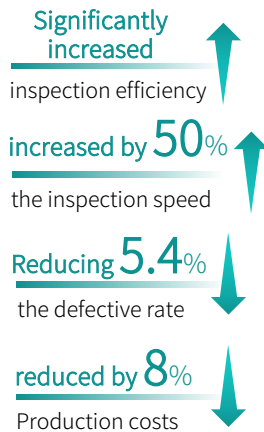 Significantly
increased
inspection efficiency
increased by 50%
the inspection speed
Reducing 5.4%
the defective rate
reduced by 8%
Production costs